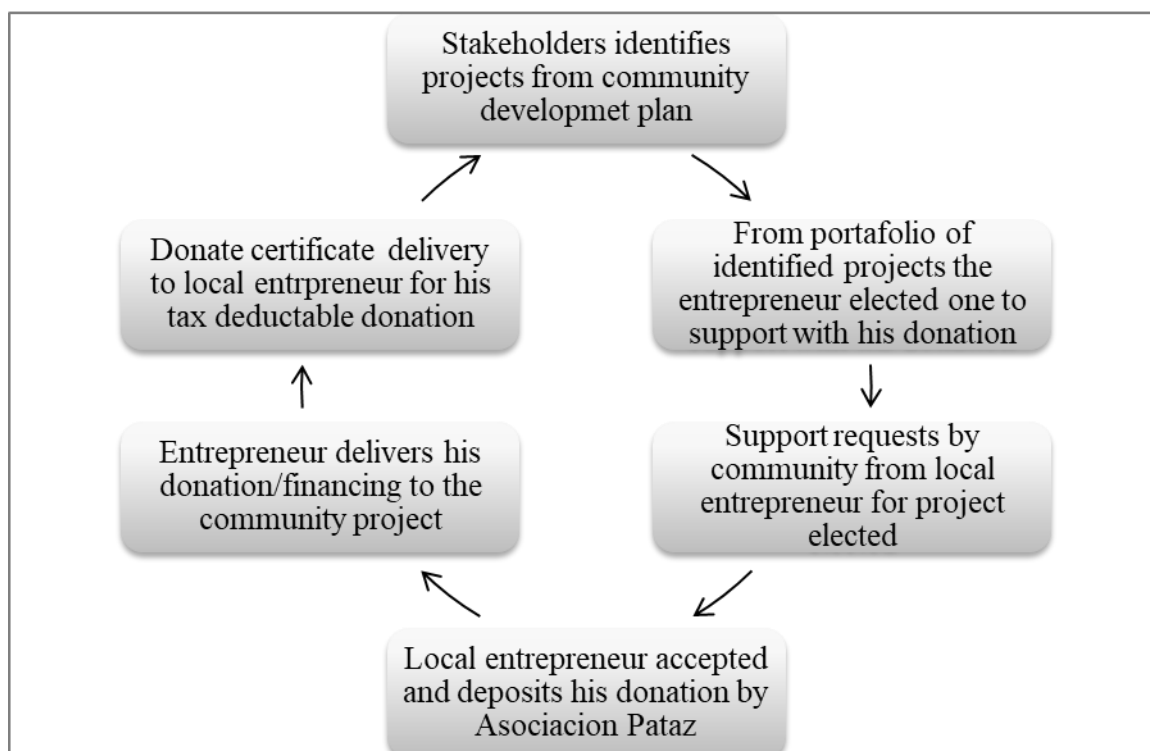 Stakeholders identifies
projects from community
developmet plan
From portafolio of
identified projects the
entrepreneur elected one to
support with his donation
Support requests by
community from local
entrepreneur for project
elected
Local entrepreneur accepted
and deposits his donation by
Asociacion Pataz
Entrepreneur delivers his
donation/financing to the
community project
Donate certificate delivery
to local entrpreneur for his
tax deductable donation